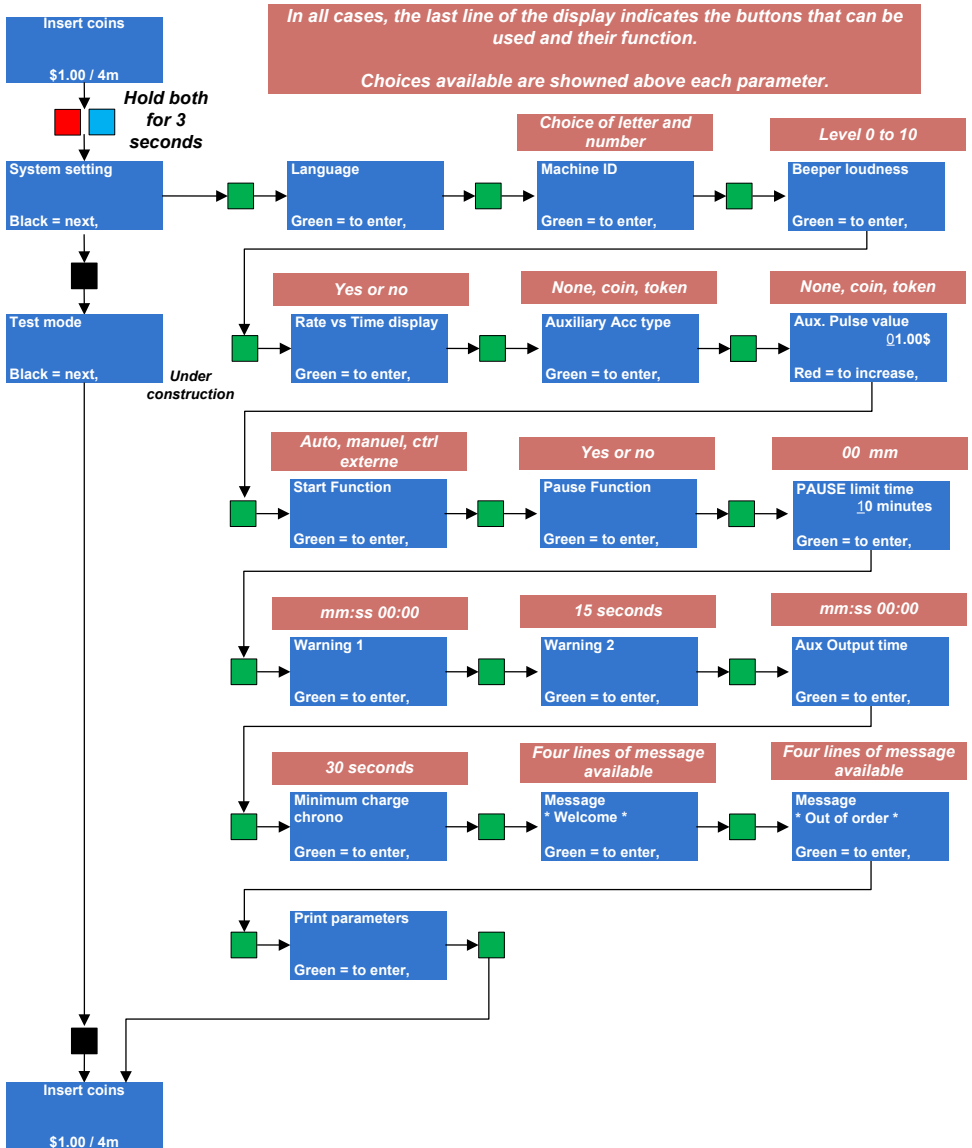 Insert coins
$1.00 / 4m
In all cases, the last line of the display indicates the buttons that can be
used and their function.
Choices available are showned above each parameter.
Hold both
for 3
seconds
Choice of letter and
number
Level 0 to 10
System setting
Black = next,
Language
Green = to enter,
Machine ID
Green = to enter,
Beeper loudness
Green = to enter,
Yes or no
None, coin, token
None, coin, token
Test mode
Black = next,
Under
construction
Rate vs Time display
Green = to enter,
Auxiliary Acc type
Green = to enter,
Aux. Pulse value
01.00$
Red = to increase,
Auto, manuel, ctrl
externe
Yes or no
00 mm
Start Function
Green = to enter,
Pause Function
Green = to enter,
PAUSE limit time
10 minutes
Green = to enter,
mm:ss 00:00
15 seconds
mm:ss 00:00
Warning 1
Green = to enter,
Warning 2
Green = to enter,
Aux Output time
Green = to enter,
30 seconds
Four lines of message
available
Four lines of message
available
Minimum charge
chrono
Green = to enter,
Message
* Welcome *
Green = to enter,
Message
* Out of order *
Green = to enter,
Print parameters
Green = to enter,
Insert coins
$1.00 / 4m